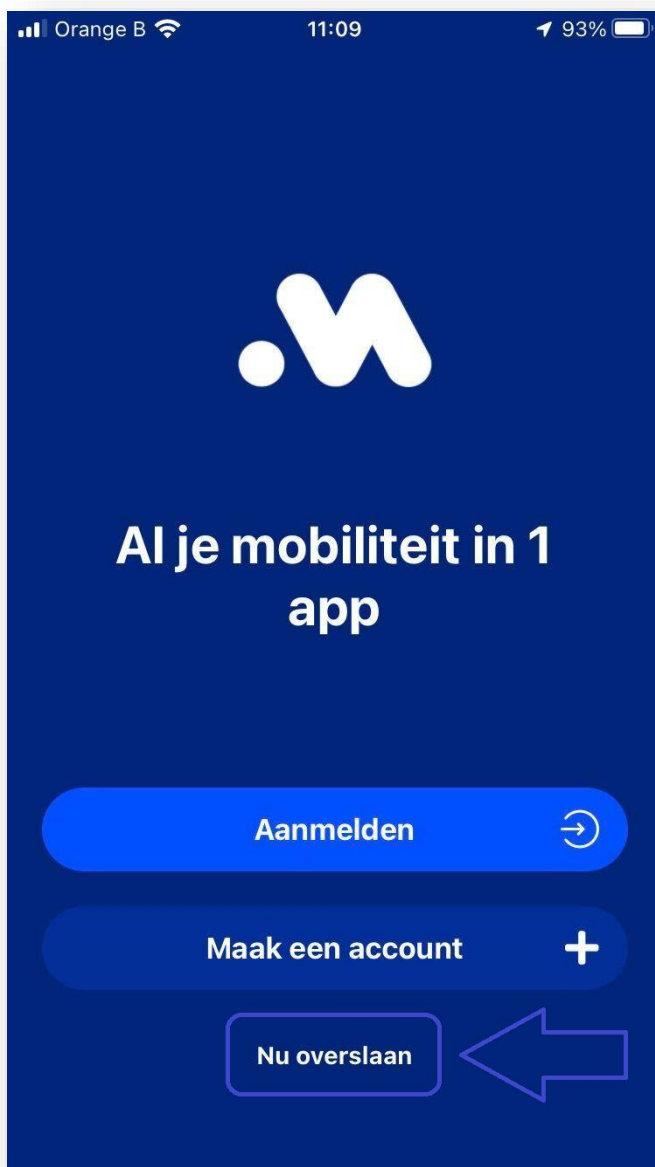 Orange B 11:09 93%
Al je mobiliteit in 1
app
Aanmelden
Maak een account
Nu overslaan